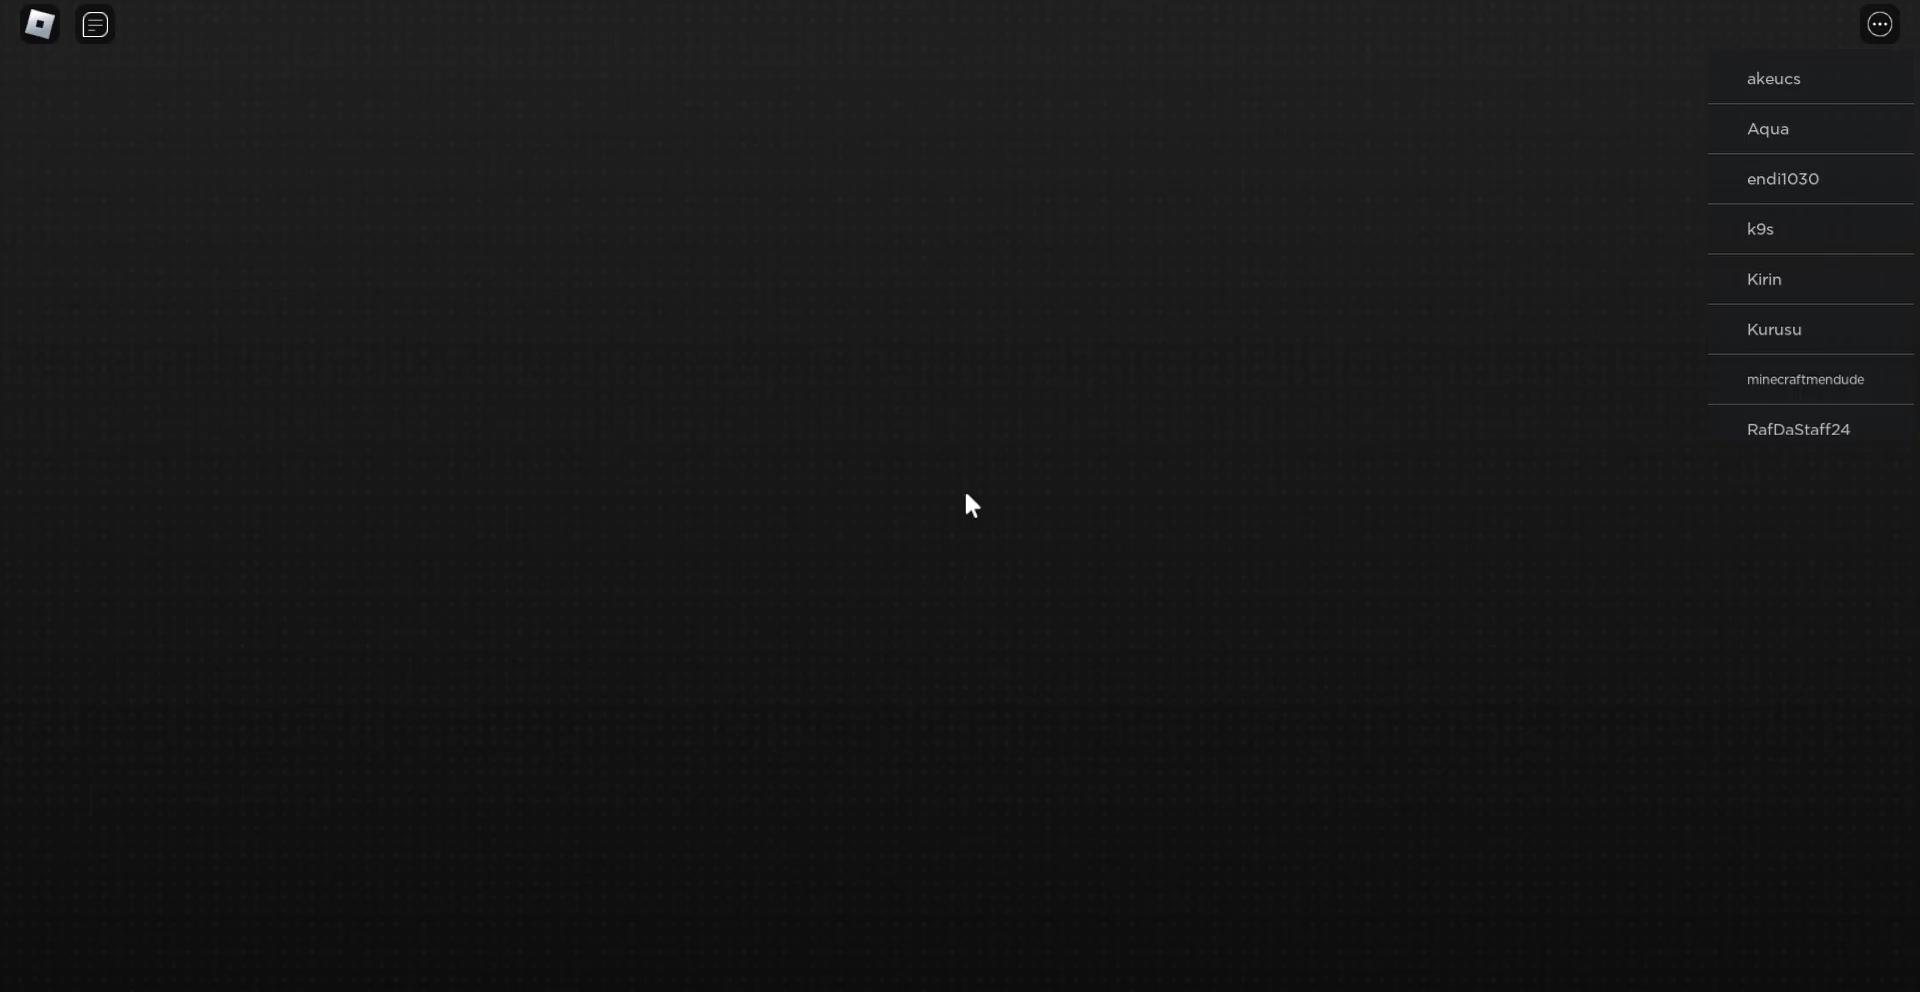 akeucs
Aqua
endi1030
k9s
Kirin
Kurusu
minecraftmendude
RafDaStaff24